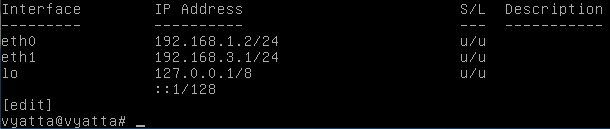 Interface        IP Address                        S/L  Description
---------        ----------                        ---  -----------
eth0             192.168.1.2/24                    u/u
eth1             192.168.3.1/24                    u/u
lo               127.0.0.1/8                       u/u
                 ::1/128
[edit]
vyatta@vyatta# _